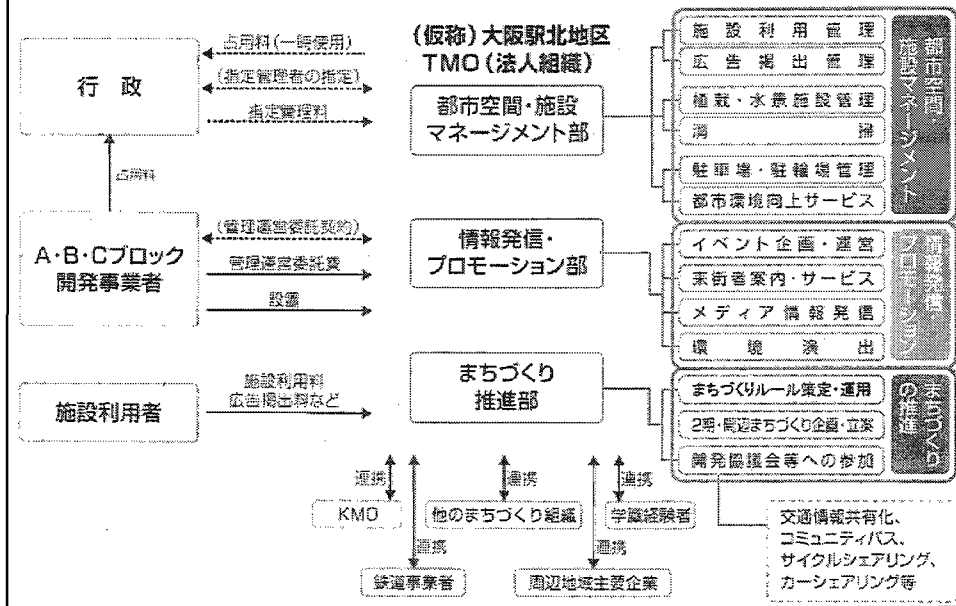 (仮称)大阪駅北地区
TMO(法人組織)
行政
占用料(一時使用)
(指定管理者の指定)
指定管理料
占用料
都市空間・施設
マネージメント部
施設利用管理
広告掲出管理
植栽・水景施設管理
清掃
駐車場・駐輪場管理
都市環境向上サービス
都市空間・
施設マネージメント
A・B・Cブロック
開発事業者
(管理運営委託契約)
管理運営委託費
設置
情報発信・
プロモーション部
イベント企画・運営
来街者案内・サービス
メディア情報発信
環境演出
情報発信・
プロモーション
施設利用者
施設利用料
広告掲出料など
まちづくり
推進部
まちづくりルール策定・運用
2期・周辺まちづくり企画・立案
開発協議会等への参加
まちづくり
の推進
連携
連携
連携
KMO
他のまちづくり組織
学識経験者
連携
連携
鉄道事業者
周辺地域主要企業
交通情報共有化、
コミュニティバス、
サイクルシェアリング、
カーシェアリング等